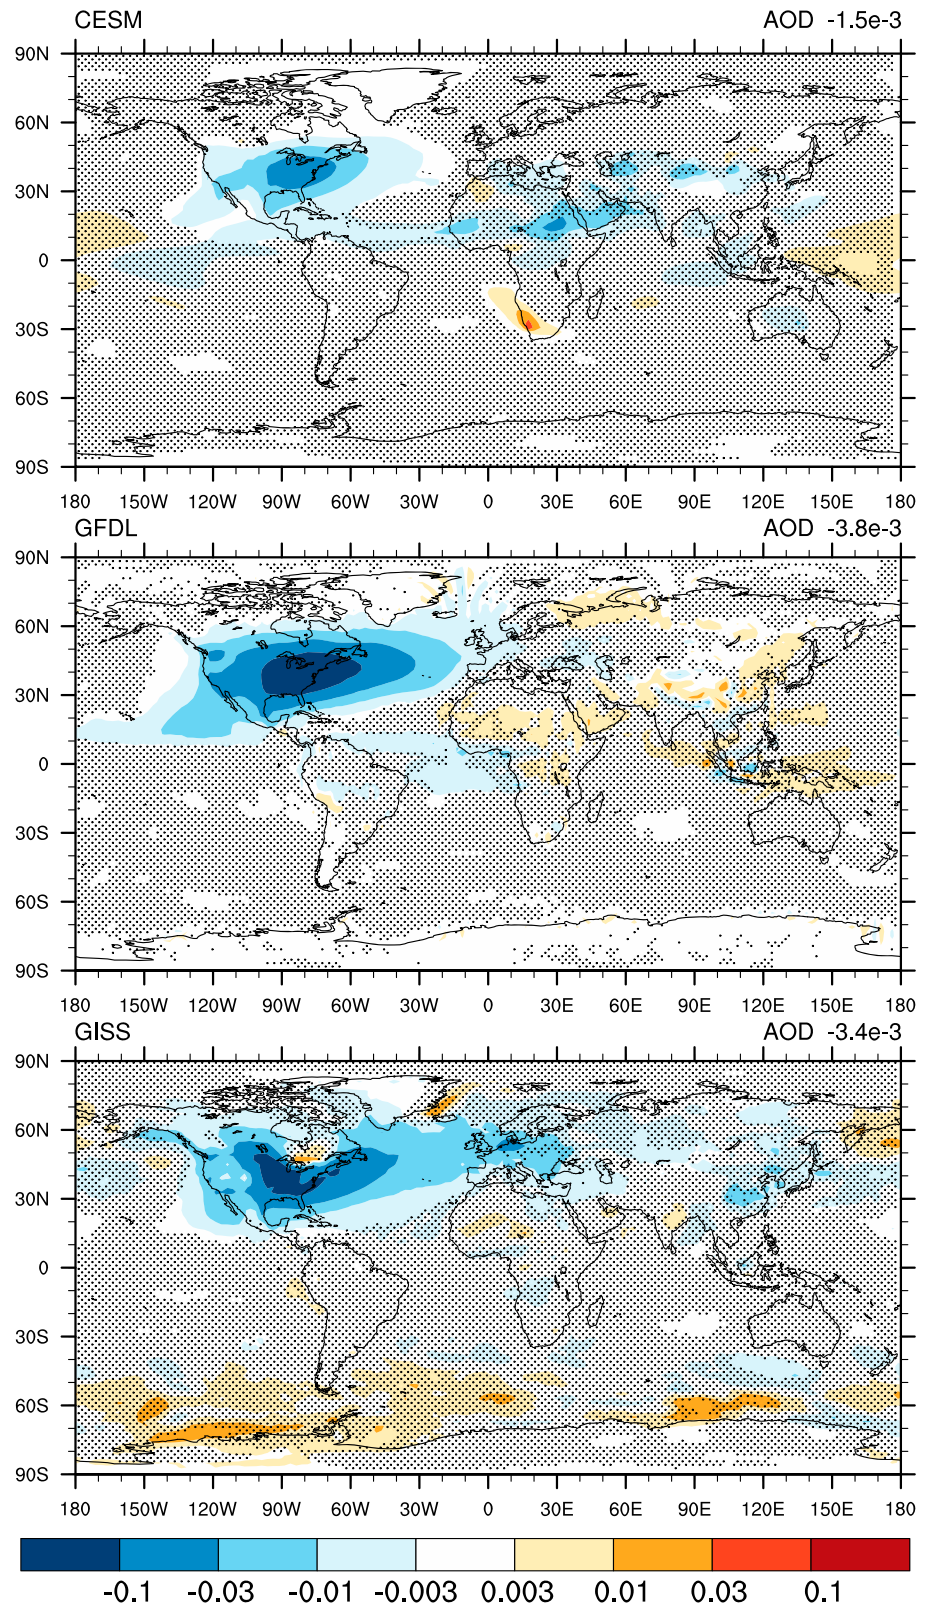 CESM AOD -1.5e-3
90N
60N
30N
0
30S
60S
90S
180 150W 120W 90W 60W 30W 0 30E 60E 90E 120E 150E 180
GFDL AOD -3.8e-3
90N
60N
30N
0
30S
60S
90S
180 150W 120W 90W 60W 30W 0 30E 60E 90E 120E 150E 180
GISS AOD -3.4e-3
90N
60N
30N
0
30S
60S
90S
180 150W 120W 90W 60W 30W 0 30E 60E 90E 120E 150E 180
-0.1 -0.03 -0.01 -0.003 0.003 0.01 0.03 0.1